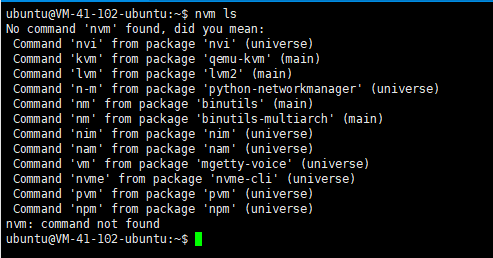 ubuntu@VM-41-102-ubuntu:~$ nvm ls
No command 'nvm' found, did you mean:
 Command 'nvi' from package 'nvi' (universe)
 Command 'kvm' from package 'qemu-kvm' (main)
 Command 'lvm' from package 'lvm2' (main)
 Command 'n-m' from package 'python-networkmanager' (universe)
 Command 'nm' from package 'binutils' (main)
 Command 'nm' from package 'binutils-multiarch' (main)
 Command 'nim' from package 'nim' (universe)
 Command 'nam' from package 'nam' (universe)
 Command 'vm' from package 'mgetty-voice' (universe)
 Command 'nvme' from package 'nvme-cli' (universe)
 Command 'pvm' from package 'pvm' (universe)
 Command 'npm' from package 'npm' (universe)
nvm: command not found
ubuntu@VM-41-102-ubuntu:~$